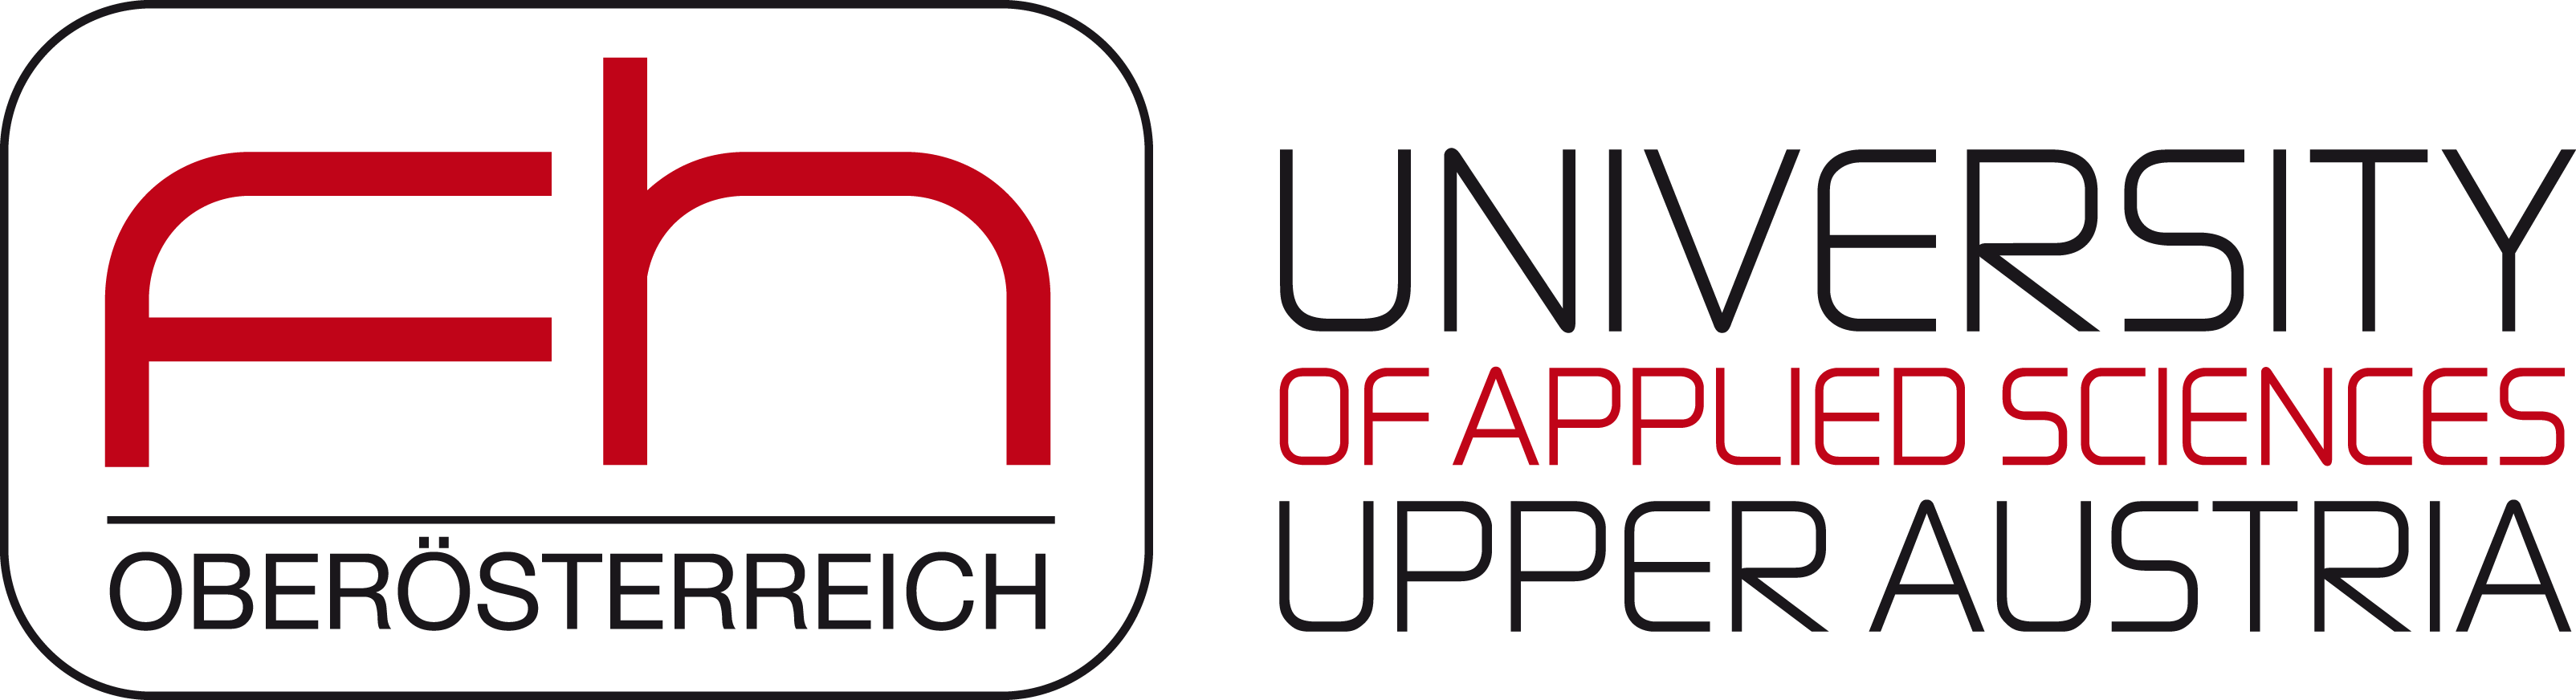 fh
OBERÖSTERREICH
UNIVERSITY
OF APPLIED SCIENCES
UPPER AUSTRIA